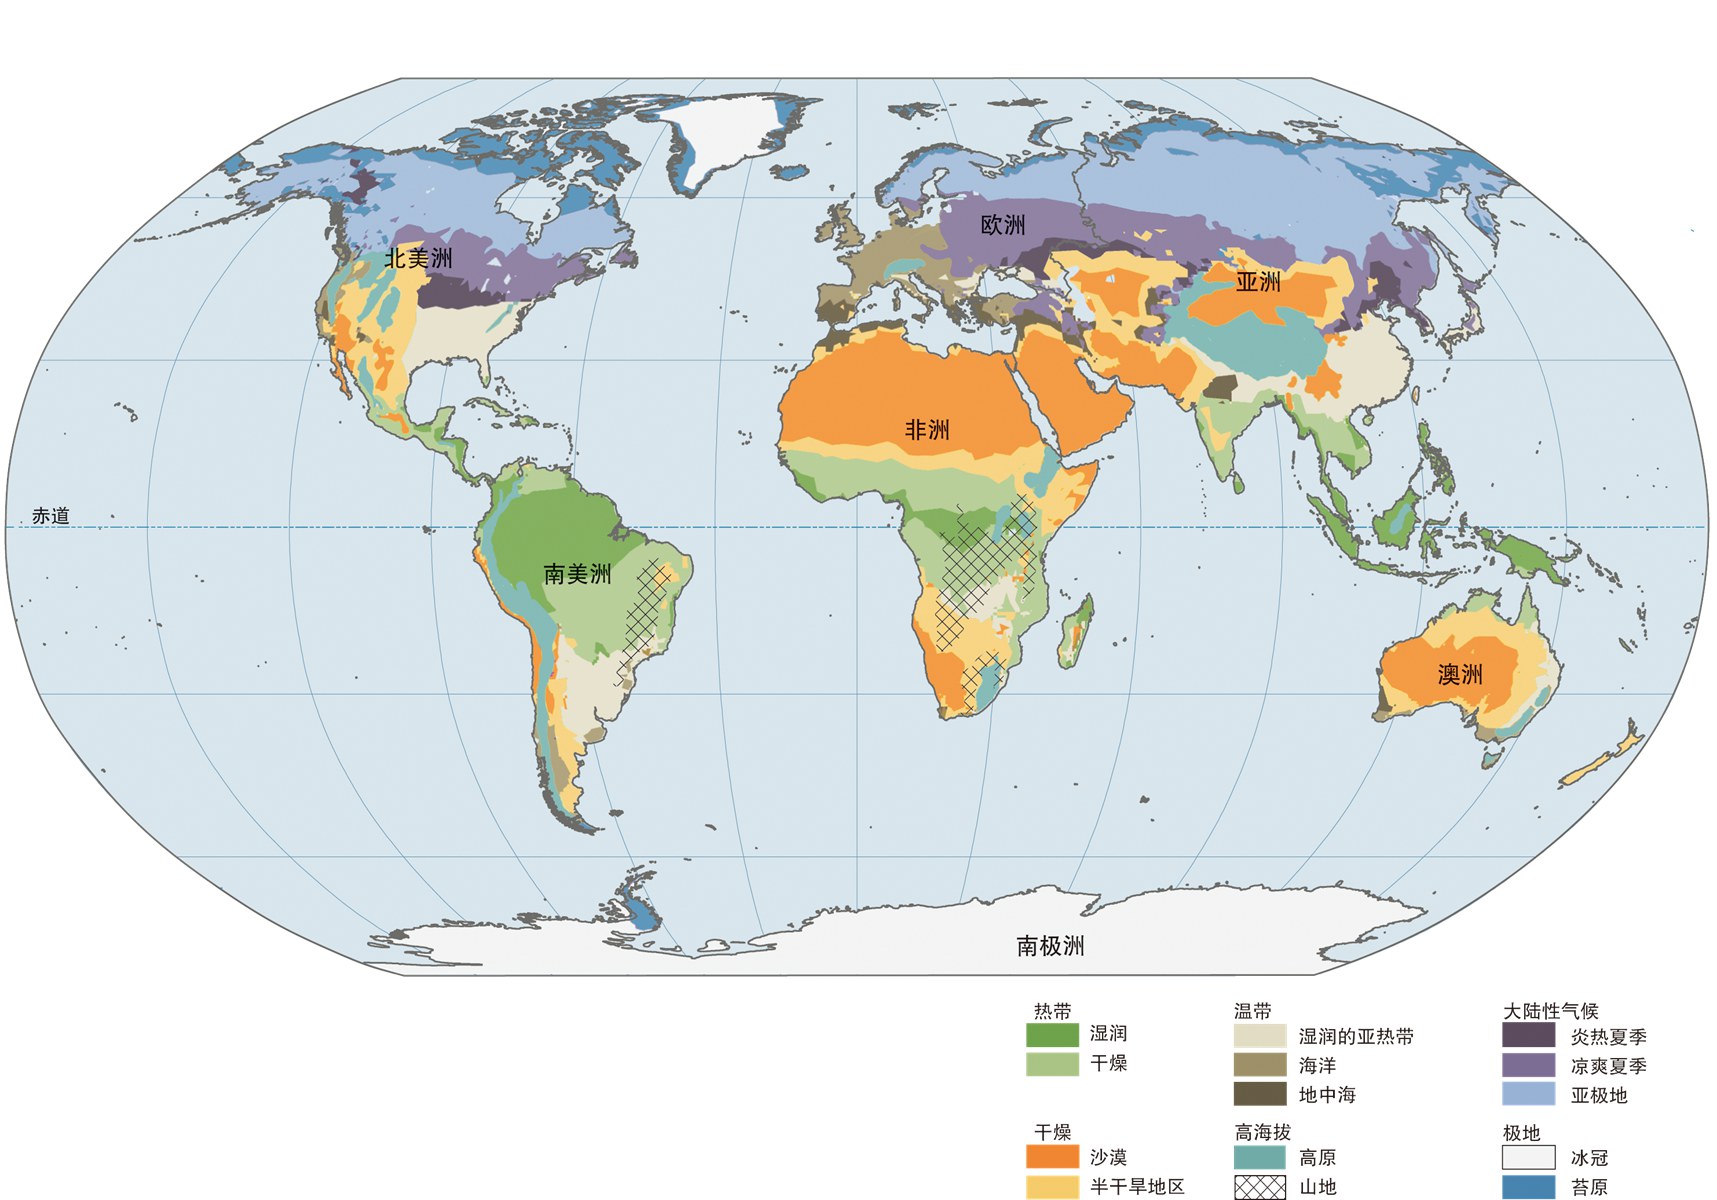 北美洲
欧洲
亚洲
非洲
赤道
南美洲
澳洲
南极洲
热带
湿润
干燥
温带
湿润的亚热带
海洋
地中海
大陆性气候
炎热夏季
凉爽夏季
亚极地
干燥
沙漠
半干旱地区
高海拔
高原
山地
极地
冰冠
苔原